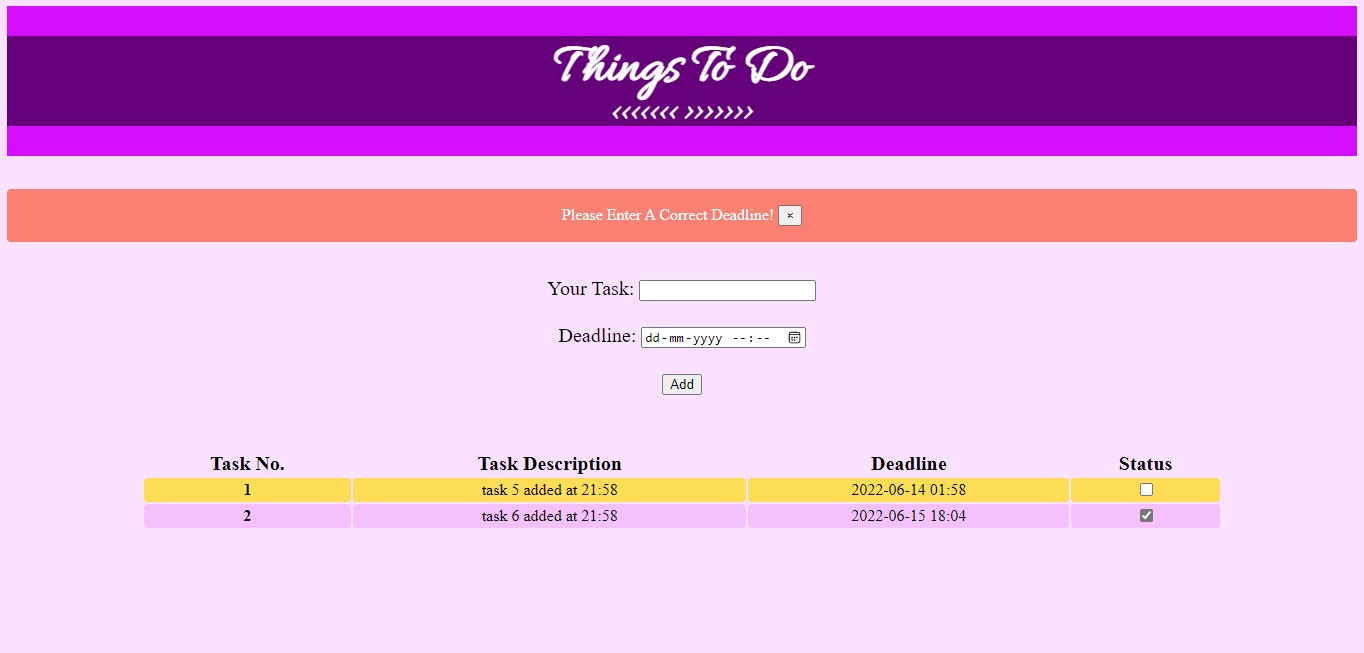 Things To Do
<<<<<<< >>>>>>>
Please Enter A Correct Deadline! ×
Your Task:
Deadline: dd-mm-yyyy --:--
Add
Task No. Task Description Deadline Status
1 task 5 added at 21:58 2022-06-14 01:58
2 task 6 added at 21:58 2022-06-15 18:04